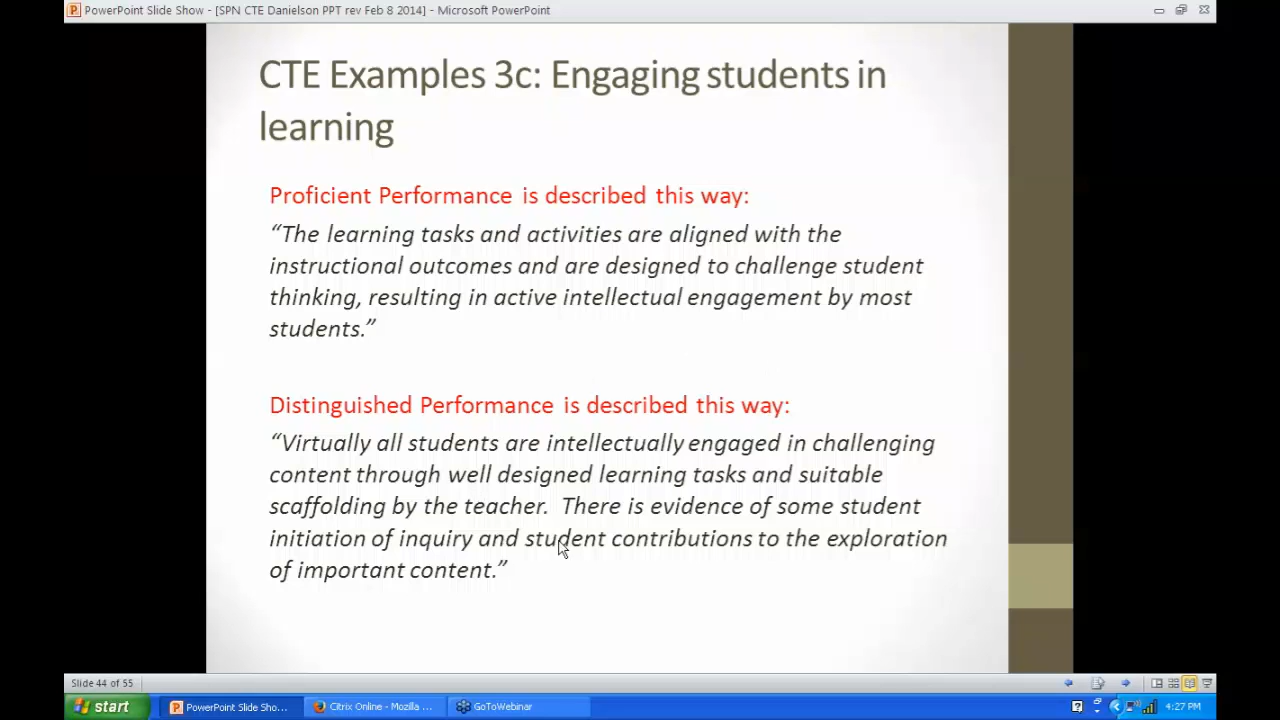 PowerPoint Slide Show - [SPN CTE Danielson PPT rev Feb 8 2014] - Microsoft PowerPoint
CTE Examples 3c: Engaging students in
learning
Proficient Performance is described this way:
“The learning tasks and activities are aligned with the
instructional outcomes and are designed to challenge student
thinking, resulting in active intellectual engagement by most
students.”
Distinguished Performance is described this way:
“Virtually all students are intellectually engaged in challenging
content through well designed learning tasks and suitable
scaffolding by the teacher. There is evidence of some student
initiation of inquiry and student contributions to the exploration
of important content.”
Slide 44 of 55
start PowerPoint Slide Sho... Citrix Online - Mozilla ... GoToWebinar 4:27 PM